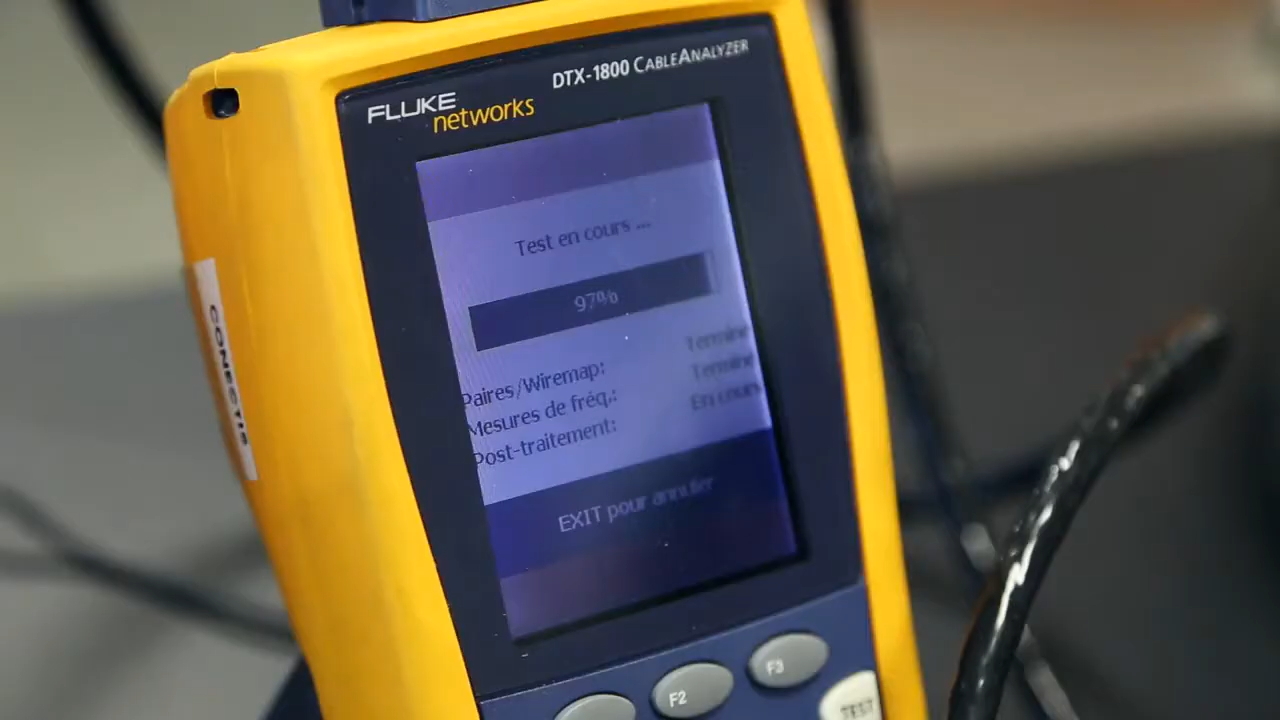 DTX-1800 CABLEANALYZER
FLUKE
networks
Test en cours ...
97%
Paires/Wiremap: Terminé
Mesures de fréq.: Terminé
Post-traitement: En cours
EXIT pour annuler
CONECTIS
F2
F3
TEST